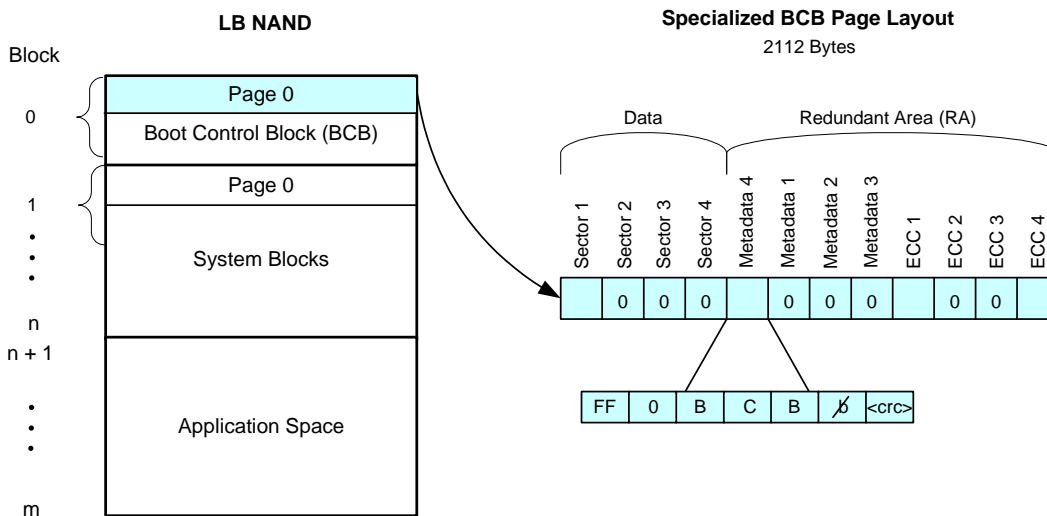 LB NAND
Block
0
Page 0
Boot Control Block (BCB)
1
Page 0
System Blocks
n
n + 1
Application Space
m
Specialized BCB Page Layout
2112 Bytes
Data
Redundant Area (RA)
Sector 1
Sector 2
Sector 3
Sector 4
Metadata 4
Metadata 1
Metadata 2
Metadata 3
ECC 1
ECC 2
ECC 3
ECC 4
0 0 0 0 0 0 0 0
FF 0 B C B b̸ <crc>